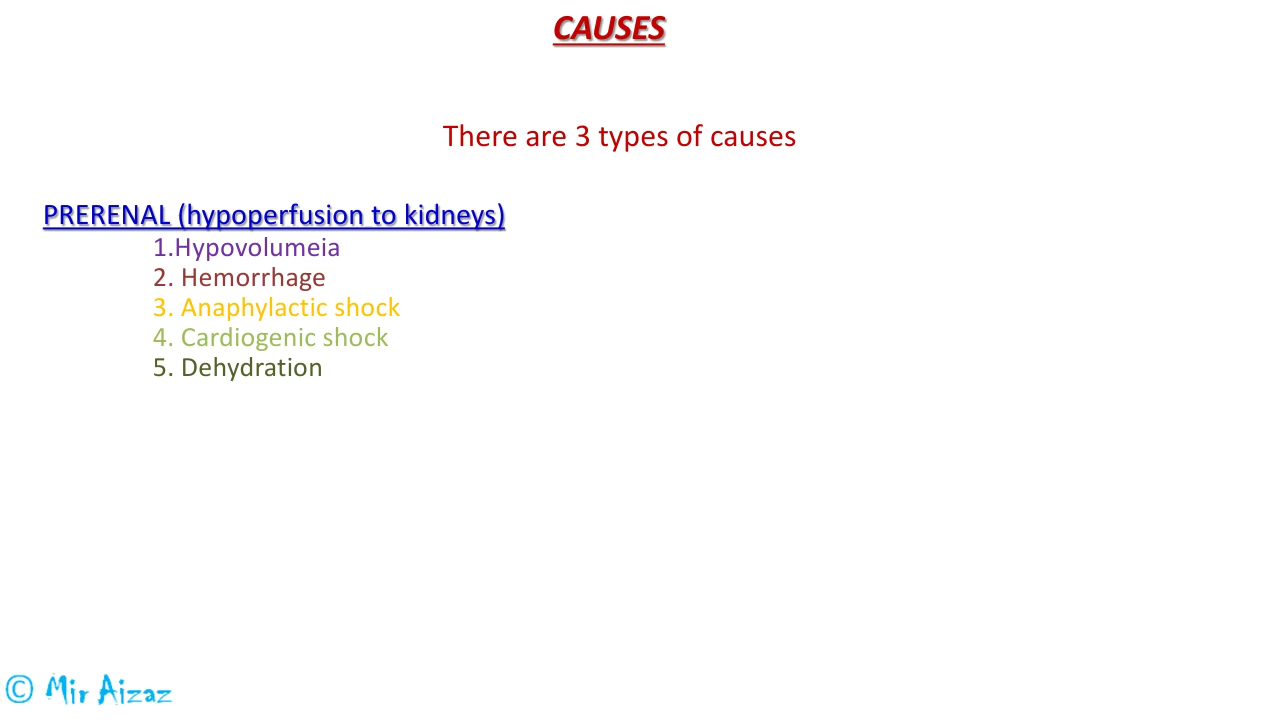 CAUSES
There are 3 types of causes
PRERENAL (hypoperfusion to kidneys)
1.Hypovolumeia
2. Hemorrhage
3. Anaphylactic shock
4. Cardiogenic shock
5. Dehydration
© Mir Aizaz